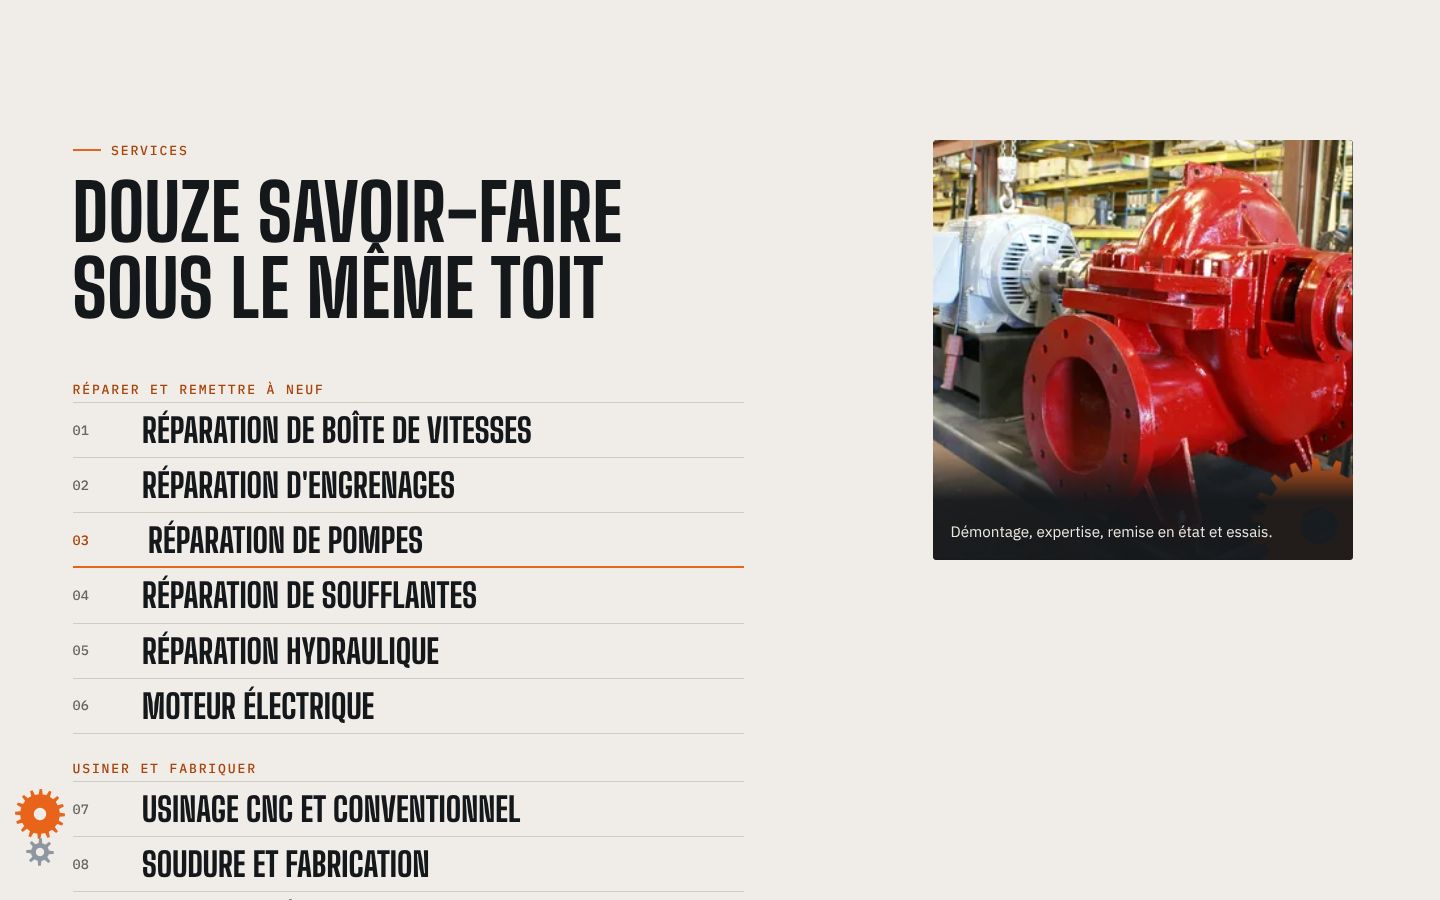 SERVICES
DOUZE SAVOIR-FAIRE
SOUS LE MÊME TOIT
RÉPARER ET REMETTRE À NEUF
01 RÉPARATION DE BOÎTE DE VITESSES
02 RÉPARATION D'ENGRENAGES
03 RÉPARATION DE POMPES
04 RÉPARATION DE SOUFFLANTES
05 RÉPARATION HYDRAULIQUE
06 MOTEUR ÉLECTRIQUE
USINER ET FABRIQUER
07 USINAGE CNC ET CONVENTIONNEL
08 SOUDURE ET FABRICATION
Démontage, expertise, remise en état et essais.